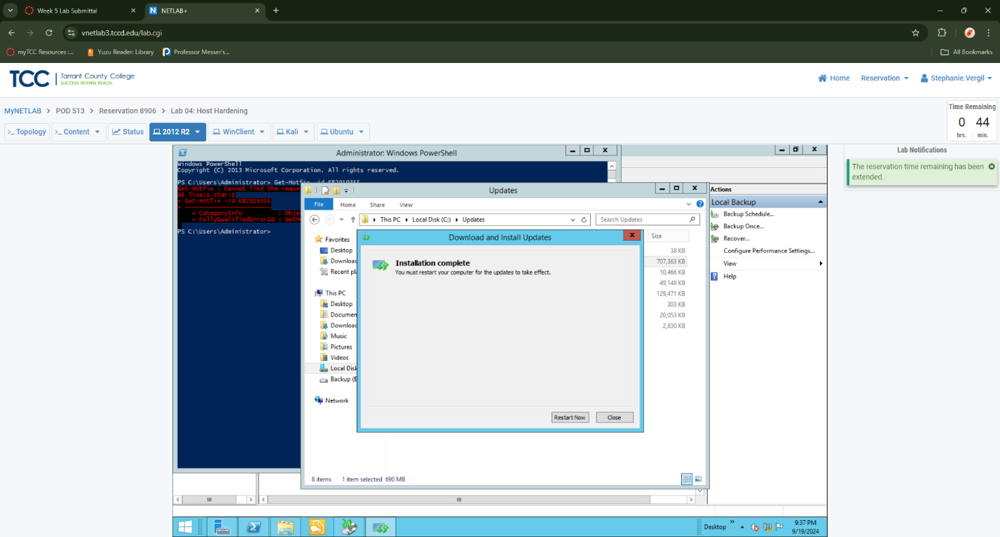 Week 5 Lab Submittal
NETLAB+
vnetlab3.tccd.edu/lab.cgi
myTCC Resources :...
Yuzu Reader: Library
Professor Messer's...
All Bookmarks
TCC
Tarrant County College
SUCCESS WITHIN REACH.
Home
Reservation
Stephanie.Vergil
MyNETLAB > POD 513 > Reservation 8906 > Lab 04: Host Hardening
Time Remaining
0 44
hrs. min.
>_ Topology
>_ Content
Status
2012 R2
WinClient
Kali
Ubuntu
Lab Notifications
The reservation time remaining has been
extended.
Administrator: Windows PowerShell
Windows PowerShell
Copyright (C) 2013 Microsoft Corporation. All rights reserved.
PS C:\Users\Administrator> Get-Hotfix -id KB2919355
Get-Hotfix : Cannot find the reque
At line:1 char:1
+ Get-Hotfix -id KB2919355
+ ~~~~~~~~~~~~~~~~~~~~~~~~
+ CategoryInfo : Obje
+ FullyQualifiedErrorId : GetH
PS C:\Users\Administrator>
Updates
File
Home
Share
View
This PC
Local Disk (C:)
Updates
Search Updates
Favorites
Desktop
Download
Recent pl
This PC
Desktop
Documen
Download
Music
Pictures
Videos
Local Disk
Backup (E
Network
Size
38 KB
707,363 KB
10,466 KB
49,149 KB
129,471 KB
303 KB
20,053 KB
2,830 KB
Download and Install Updates
Installation complete
You must restart your computer for the updates to take effect.
Restart Now
Close
8 items
1 item selected 690 MB
Actions
Local Backup
Backup Schedule...
Backup Once...
Recover...
Configure Performance Settings...
View
Help
Desktop
9:37 PM
9/19/2024